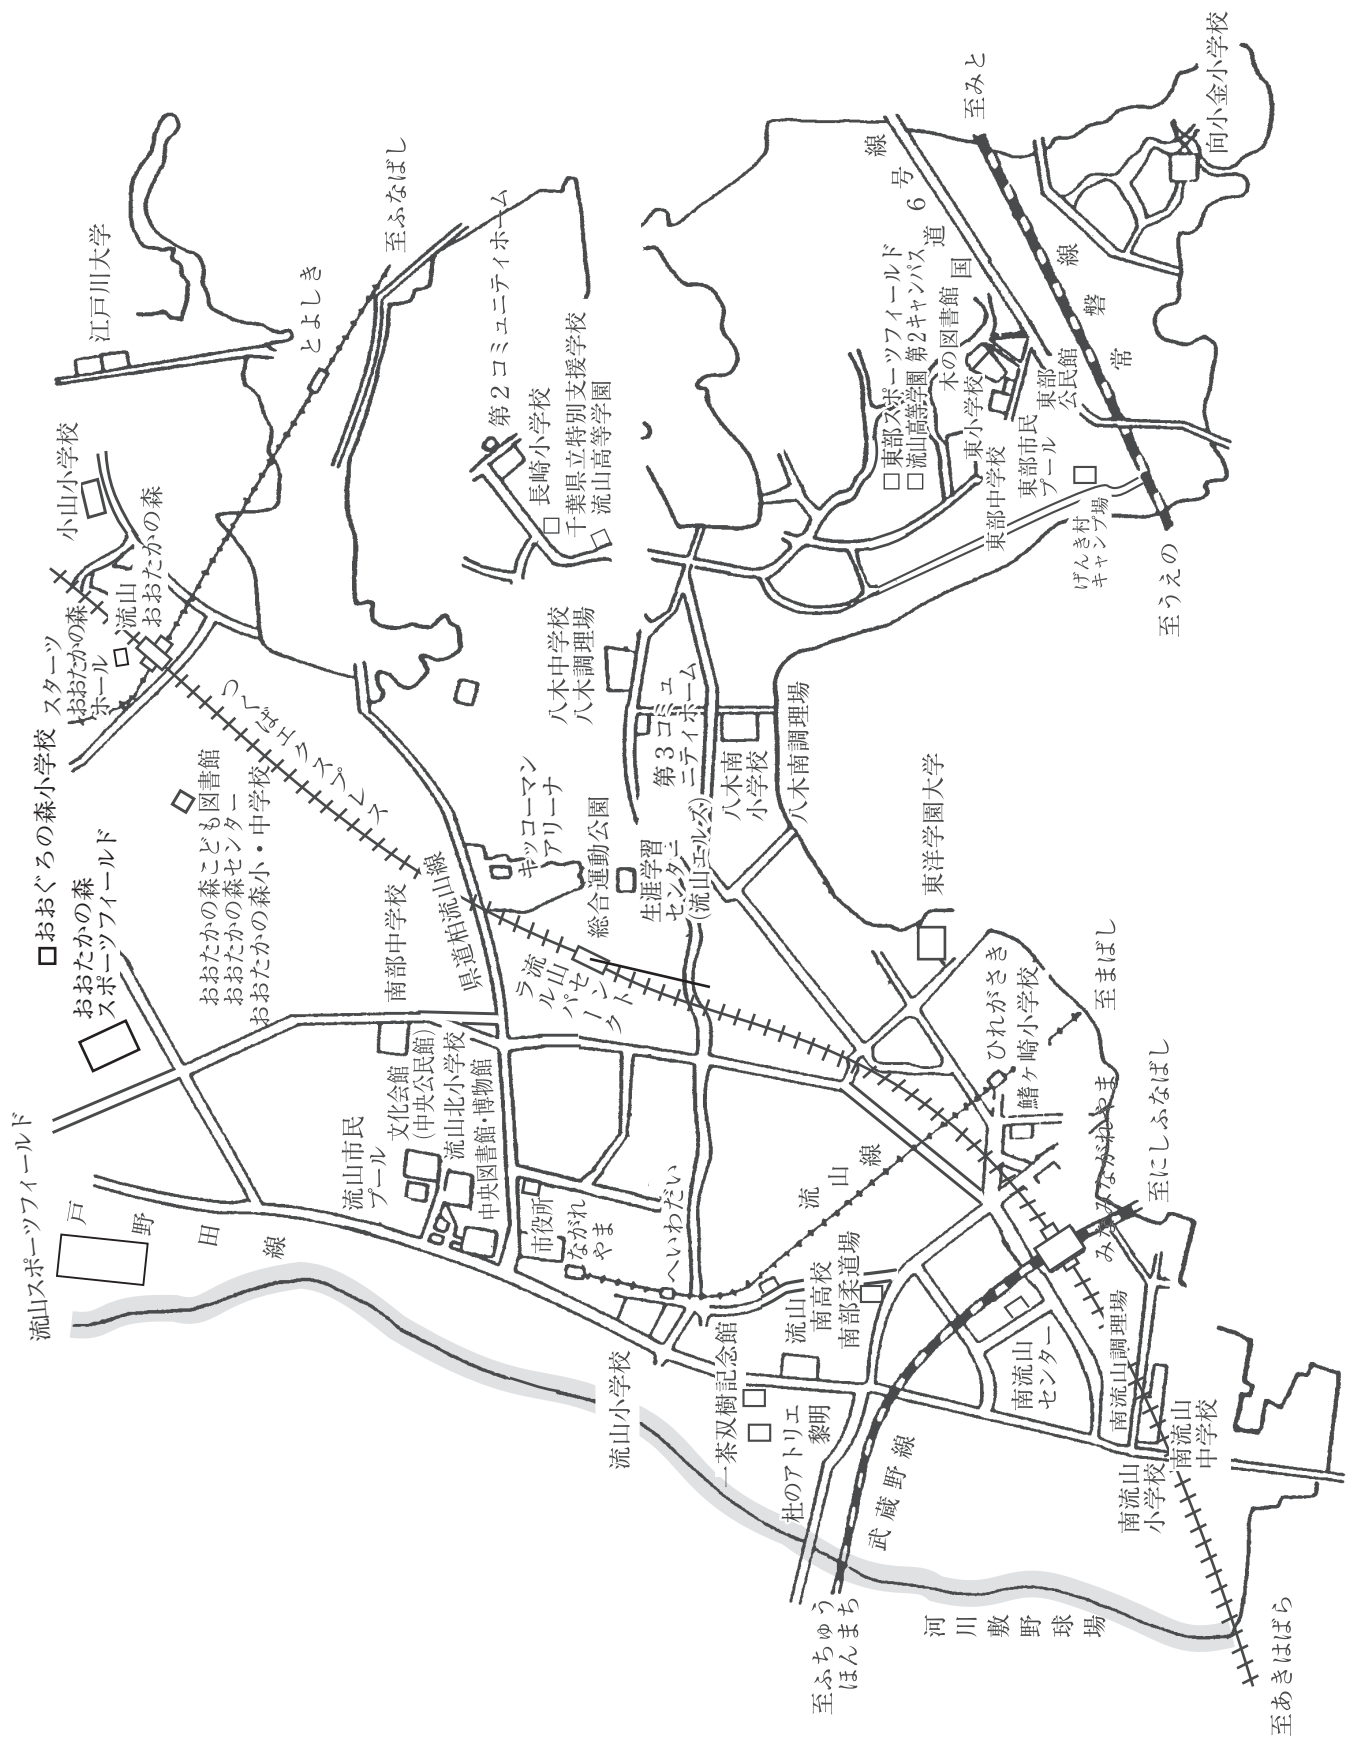 流山スポーツフィールド
戸
野
田
線
おおぐろの森小学校
おおたかの森
スポーツフィールド
スターツ
おおたかの森
ホール
流山
おおたかの森
小山小学校
江戸川大学
とよしき
至ふなばし
おおたかの森こども図書館
おおたかの森センター
おおたかの森小・中学校
つくばエクスプレス
南部中学校
県道柏流山線
文化会館
(中央公民館)
流山北小学校
中央図書館・博物館
流山市民
プール
市役所
ながれ
やま
へいわだい
流山小学校
流山
セントラル
パーク
キッコーマン
アリーナ
総合運動公園
生涯学習
センター
(流山エルズ)
第2コミュニティホーム
長崎小学校
千葉県立特別支援学校
流山高等学園
八木中学校
八木調理場
第3コミュ
ニティホーム
八木南
小学校
八木南調理場
東洋学園大学
東部スポーツフィールド
流山高等学園第2キャンパス
木の図書館
東小学校
東部中学校
東部市民
プール
東部
公民館
げんき村
キャンプ場
国道6号線
常磐線
至みと
至うえの
向小金小学校
流山線
ひれがさき
鰭ヶ崎小学校
至まばし
みなみながれやま
至にしふなばし
一茶双樹記念館
杜のアトリエ
黎明
流山
南高校
南部柔道場
南流山
センター
南流山調理場
南流山
中学校
南流山
小学校
武蔵野線
至ふちゅう
ほんまち
河川敷野球場
至あきはばら